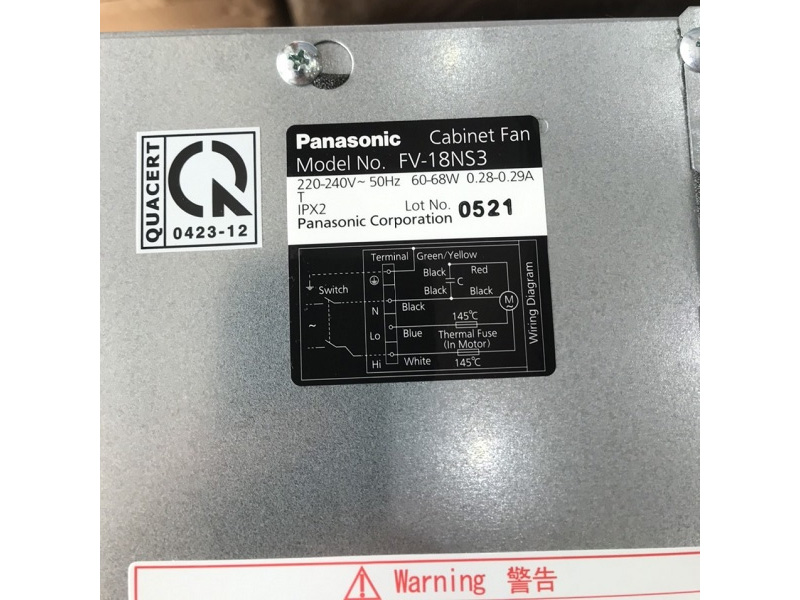 QUACERT
0423-12
Panasonic Cabinet Fan
Model No. FV-18NS3
220-240V~ 50Hz 60-68W 0.28-0.29A
T
IPX2 Lot No. 0521
Panasonic Corporation
Terminal Green/Yellow
Black Red
C
Switch
Black Black
N Black
M
~
145℃
~
Lo Blue Thermal Fuse
(In Motor)
Hi White 145℃
Wiring Diagram
Warning 警告